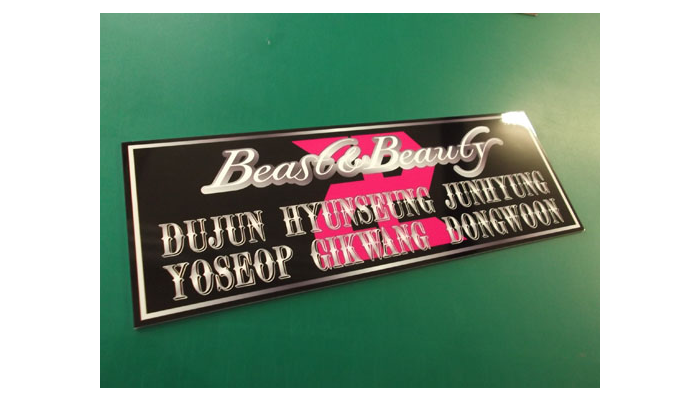 Beast & Beauty
DUJUN HYUNSEUNG JUNHYUNG
YOSEOP GIKWANG DONGWOON